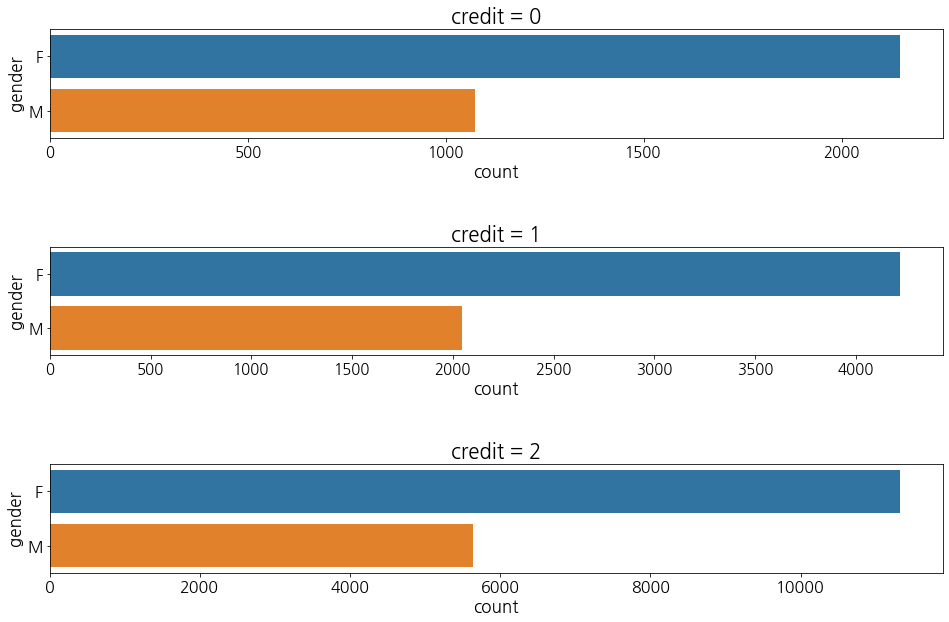 credit = 0
gender
F
M
0 500 1000 1500 2000
count
credit = 1
gender
F
M
0 500 1000 1500 2000 2500 3000 3500 4000
count
credit = 2
gender
F
M
0 2000 4000 6000 8000 10000
count